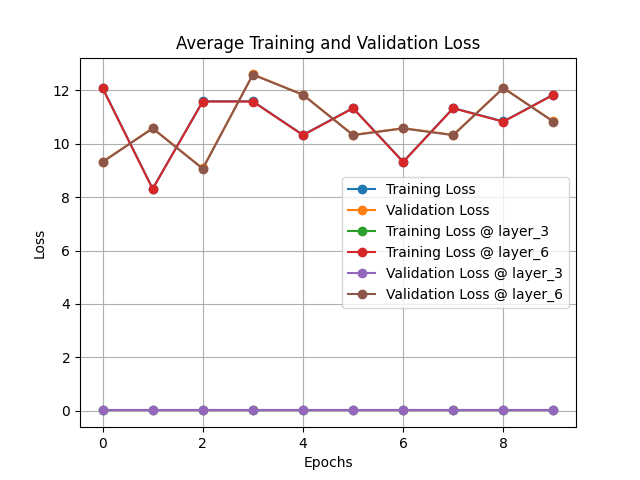 Average Training and Validation Loss
Loss
12
10
8
6
4
2
0
Training Loss
Validation Loss
Training Loss @ layer_3
Training Loss @ layer_6
Validation Loss @ layer_3
Validation Loss @ layer_6
0 2 4 6 8
Epochs